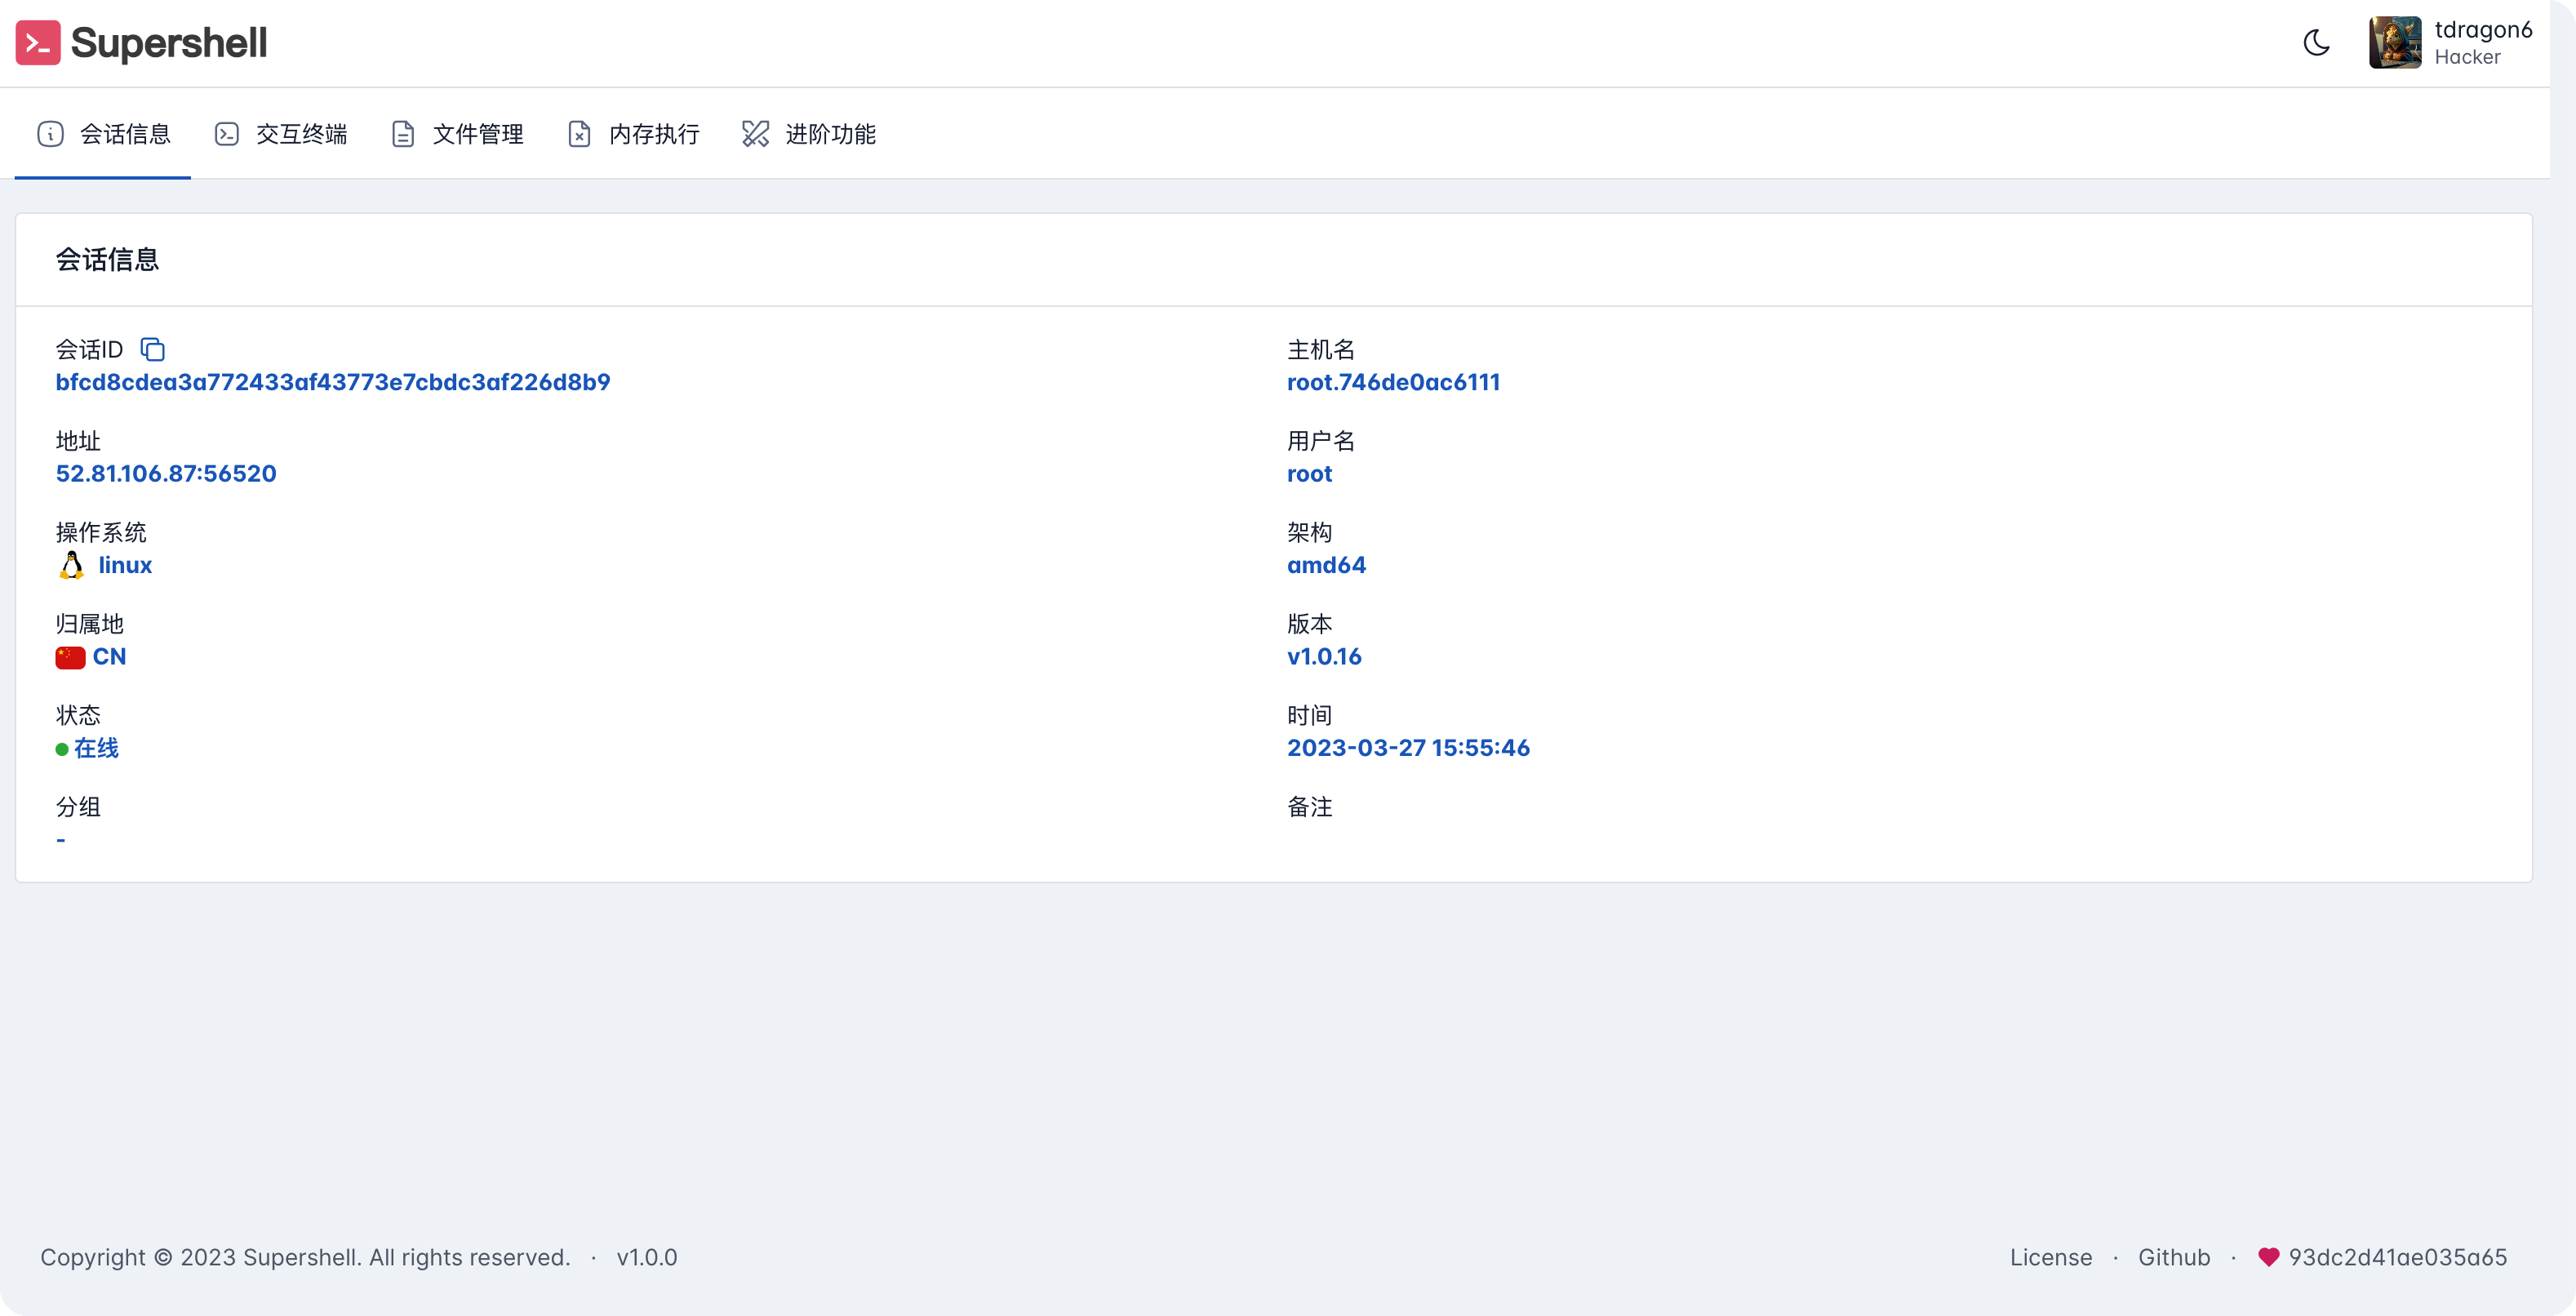 Supershell
tdragon6
Hacker
会话信息 交互终端 文件管理 内存执行 进阶功能
会话信息
会话ID
bfcd8cdea3a772433af43773e7cbdc3af226d8b9
主机名
root.746de0ac6111
地址
52.81.106.87:56520
用户名
root
操作系统
linux
架构
amd64
归属地
CN
版本
v1.0.16
状态
在线
时间
2023-03-27 15:55:46
分组
-
备注
Copyright © 2023 Supershell. All rights reserved. · v1.0.0
License · Github · 93dc2d41ae035a65